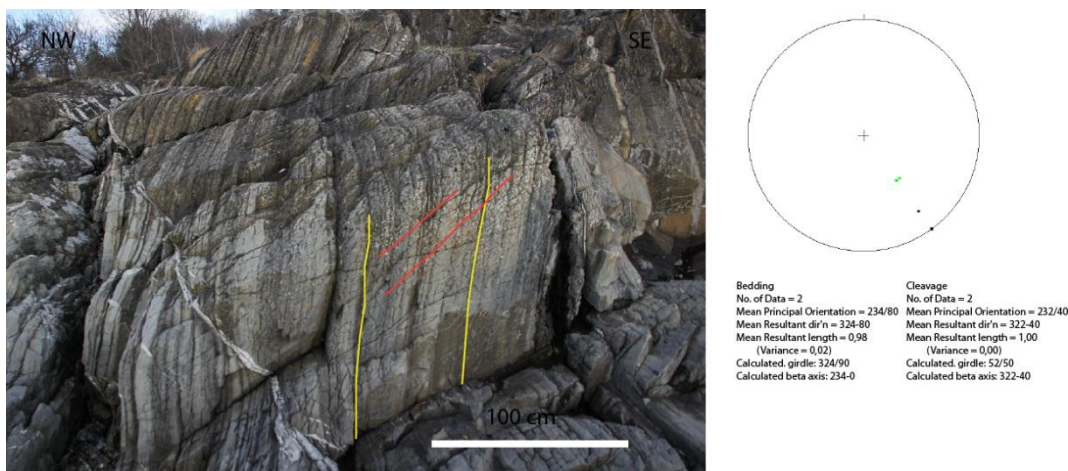 NW
SE
100 cm
Bedding
No. of Data = 2
Mean Principal Orientation = 234/80
Mean Resultant dir'n = 324-80
Mean Resultant length = 0,98
(Variance = 0,02)
Calculated. girdle: 324/90
Calculated beta axis: 234-0
Cleavage
No. of Data = 2
Mean Principal Orientation = 232/40
Mean Resultant dir'n = 322-40
Mean Resultant length = 1,00
(Variance = 0,00)
Calculated. girdle: 52/50
Calculated beta axis: 322-40